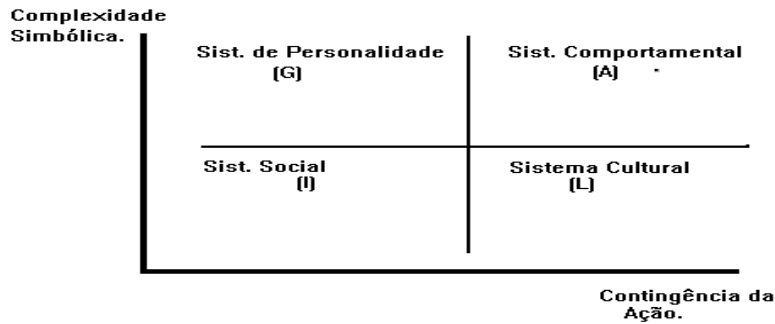 Complexidade
Simbólica.
Sist. de Personalidade
(G)
Sist. Comportamental
(A)
Sist. Social
(I)
Sistema Cultural
(L)
Contingência da
Ação.